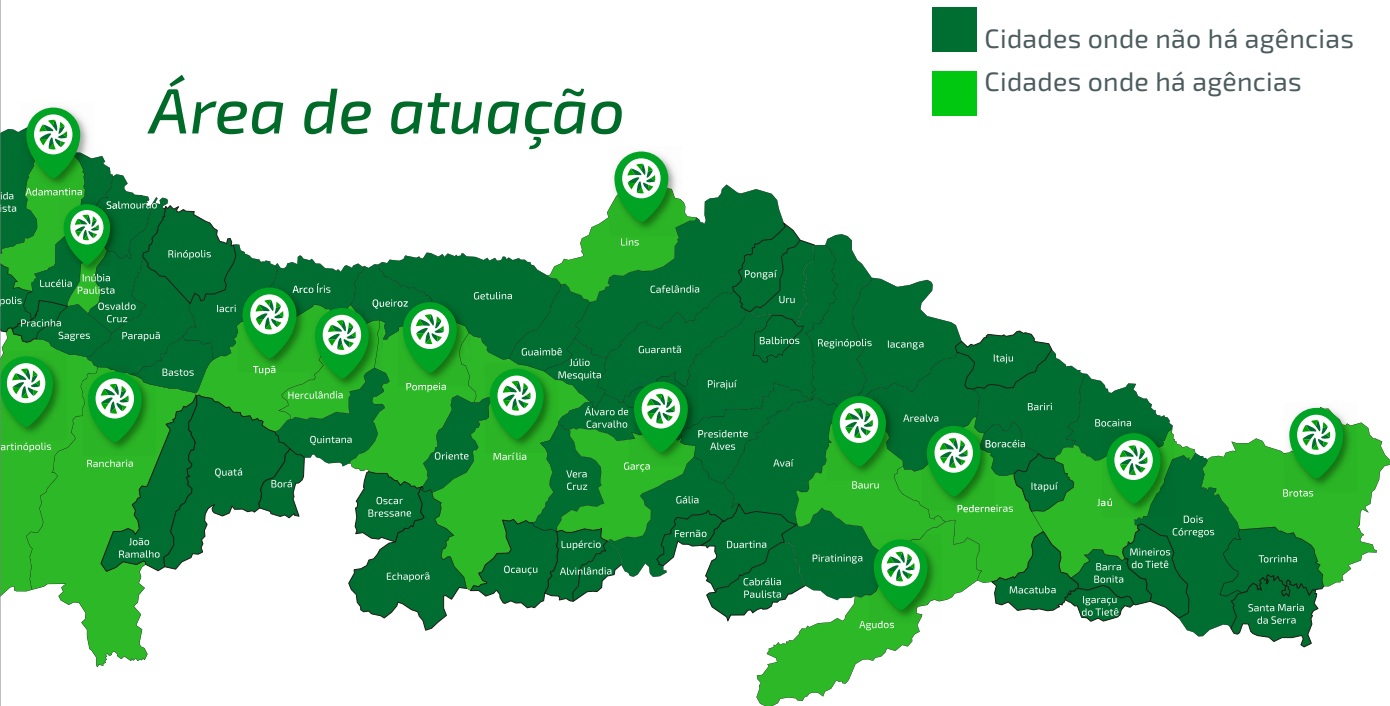 Cidades onde não há agências
Cidades onde há agências
Área de atuação
ida
ista
Adamantina
Salmourão
Rinópolis
Lins
Lucélia
Inúbia
Paulista
polis
Osvaldo
Cruz
Pracinha
Sagres
Parapuã
Iacri
Arco Íris
Queiroz
Getulina
Cafelândia
Pongaí
Uru
Bastos
Tupã
Herculândia
Pompeia
Guaimbê
Júlio
Mesquita
Guarantã
Balbinos
Reginópolis
Iacanga
Itaju
Pirajuí
artinópolis
Rancharia
Quatá
Borá
Quintana
Oriente
Marília
Álvaro de
Carvalho
Vera
Cruz
Garça
Presidente
Alves
Avaí
Bauru
Arealva
Bariri
Boracéia
Bocaina
Itapuí
Jaú
Pederneiras
Brotas
Oscar
Bressane
Gália
Fernão
Duartina
Piratininga
Dois
Córregos
João
Ramalho
Echaporã
Ocauçu
Lupércio
Alvinlândia
Cabrália
Paulista
Agudos
Macatuba
Barra
Bonita
Mineiros
do Tietê
Igaraçu
do Tietê
Torrinha
Santa Maria
da Serra